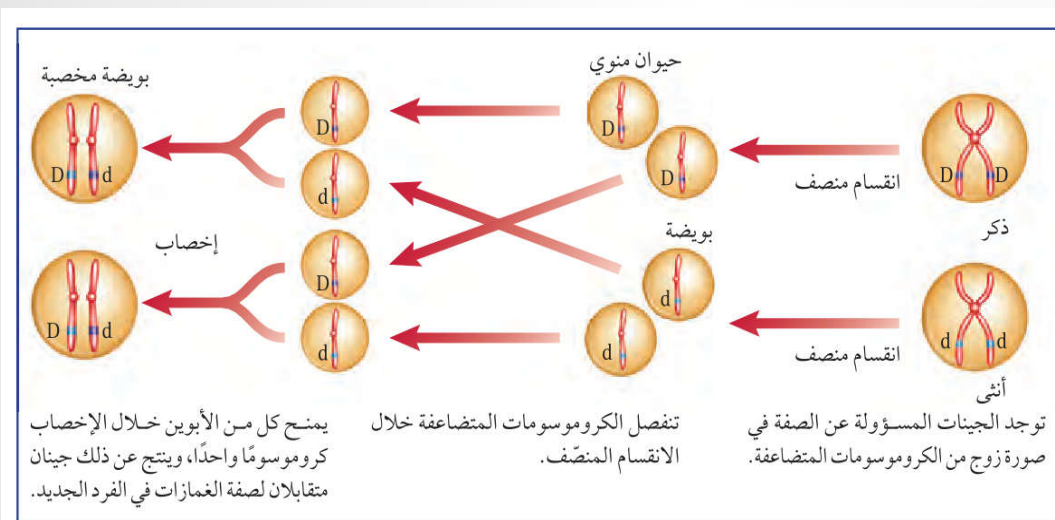 حيوان منوي
بويضة مخصبة
D
D
D
d
D
d
D
D
انقسام منصف
ذكر
بويضة
إخصاب
D
d
d
D
d
d
d
d
انقسام منصف
أنثى
توجد الجينات المسؤولة عن الصفة في
صورة زوج من الكروموسومات المتضاعفة.
تنفصل الكروموسومات المتضاعفة خلال
الانقسام المنصّف.
يمنح كل من الأبوين خلال الإخصاب
كروموسومًا واحدًا، وينتج عن ذلك جينان
متقابلان لصفة الغمازات في الفرد الجديد.